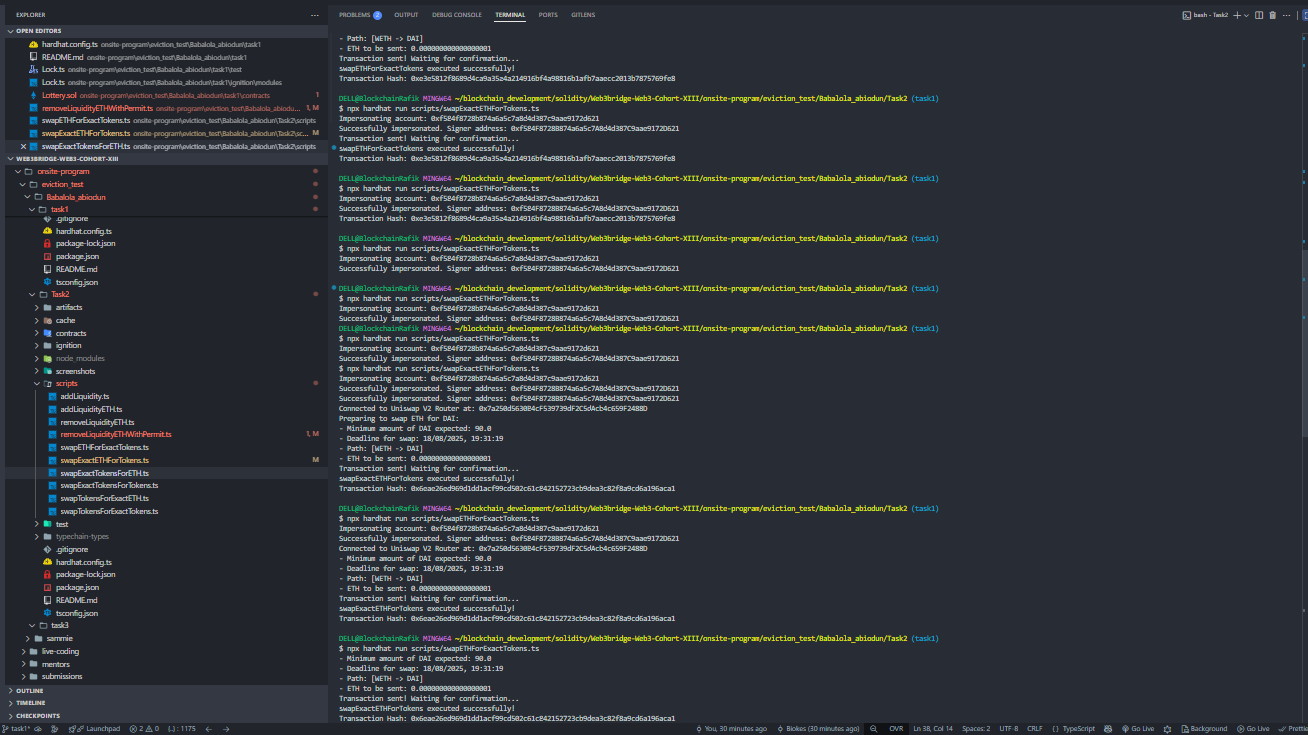 EXPLORER
OPEN EDITORS
hardhat.config.ts onsite-program\eviction_test\Babalola_abiodun\task1
README.md onsite-program\eviction_test\Babalola_abiodun\task1
Lock.ts onsite-program\eviction_test\Babalola_abiodun\task1\test
Lock.ts onsite-program\eviction_test\Babalola_abiodun\task1\ignition\modules
Lottery.sol onsite-program\eviction_test\Babalola_abiodun\task1\contracts 1
removeLiquidityETHWithPermit.ts onsite-program\eviction_test\Babalola_abiodu... 1, M
swapETHForExactTokens.ts onsite-program\eviction_test\Babalola_abiodun\Task2\scripts
swapExactETHForTokens.ts onsite-program\eviction_test\Babalola_abiodun\Task2\sc... M
swapExactTokensForETH.ts onsite-program\eviction_test\Babalola_abiodun\Task2\scripts
WEB3BRIDGE-WEB3-COHORT-XIII
onsite-program
eviction_test
Babalola_abiodun
task1
.gitignore
hardhat.config.ts
package-lock.json
package.json
README.md
tsconfig.json
Task2
artifacts
cache
contracts
ignition
node_modules
screenshots
scripts
addLiquidity.ts
addLiquidityETH.ts
removeLiquidityETH.ts
removeLiquidityETHWithPermit.ts 1, M
swapETHForExactTokens.ts
swapExactETHForTokens.ts M
swapExactTokensForETH.ts
swapExactTokensForTokens.ts
swapTokensForExactETH.ts
swapTokensForExactTokens.ts
test
typechain-types
.gitignore
hardhat.config.ts
package-lock.json
package.json
README.md
tsconfig.json
task3
sammie
live-coding
mentors
submissions
OUTLINE
TIMELINE
CHECKPOINTS
PROBLEMS 2 OUTPUT DEBUG CONSOLE TERMINAL PORTS GITLENS
bash - Task2
- Path: [WETH -> DAI]
- ETH to be sent: 0.000000000000000001
Transaction sent! Waiting for confirmation...
swapETHForExactTokens executed successfully!
Transaction Hash: 0xe3e5812f8689d4ca9a35a4a214916bf4a98816b1afb7aaecc2013b7875769fe8
DELL@BlockchainRafik MINGW64 ~/blockchain_development/solidity/Web3bridge-Web3-Cohort-XIII/onsite-program/eviction_test/Babalola_abiodun/Task2 (task1)
$ npx hardhat run scripts/swapExactETHForTokens.ts
Impersonating account: 0xf584f8728b874a6a5c7a8d4d387c9aae9172d621
Successfully impersonated. Signer address: 0xf584F8728B874a6a5c7A8d4d387C9aae9172D621
Transaction sent! Waiting for confirmation...
swapETHForExactTokens executed successfully!
Transaction Hash: 0xe3e5812f8689d4ca9a35a4a214916bf4a98816b1afb7aaecc2013b7875769fe8
DELL@BlockchainRafik MINGW64 ~/blockchain_development/solidity/Web3bridge-Web3-Cohort-XIII/onsite-program/eviction_test/Babalola_abiodun/Task2 (task1)
$ npx hardhat run scripts/swapExactETHForTokens.ts
Impersonating account: 0xf584f8728b874a6a5c7a8d4d387c9aae9172d621
Successfully impersonated. Signer address: 0xf584F8728B874a6a5c7A8d4d387C9aae9172D621
Transaction Hash: 0xe3e5812f8689d4ca9a35a4a214916bf4a98816b1afb7aaecc2013b7875769fe8
DELL@BlockchainRafik MINGW64 ~/blockchain_development/solidity/Web3bridge-Web3-Cohort-XIII/onsite-program/eviction_test/Babalola_abiodun/Task2 (task1)
$ npx hardhat run scripts/swapExactETHForTokens.ts
Impersonating account: 0xf584f8728b874a6a5c7a8d4d387c9aae9172d621
Successfully impersonated. Signer address: 0xf584F8728B874a6a5c7A8d4d387C9aae9172D621
DELL@BlockchainRafik MINGW64 ~/blockchain_development/solidity/Web3bridge-Web3-Cohort-XIII/onsite-program/eviction_test/Babalola_abiodun/Task2 (task1)
$ npx hardhat run scripts/swapExactETHForTokens.ts
Impersonating account: 0xf584f8728b874a6a5c7a8d4d387c9aae9172d621
Successfully impersonated. Signer address: 0xf584F8728B874a6a5c7A8d4d387C9aae9172D621
DELL@BlockchainRafik MINGW64 ~/blockchain_development/solidity/Web3bridge-Web3-Cohort-XIII/onsite-program/eviction_test/Babalola_abiodun/Task2 (task1)
$ npx hardhat run scripts/swapExactETHForTokens.ts
Impersonating account: 0xf584f8728b874a6a5c7a8d4d387c9aae9172d621
Successfully impersonated. Signer address: 0xf584F8728B874a6a5c7A8d4d387C9aae9172D621
$ npx hardhat run scripts/swapExactETHForTokens.ts
Impersonating account: 0xf584f8728b874a6a5c7a8d4d387c9aae9172d621
Successfully impersonated. Signer address: 0xf584F8728B874a6a5c7A8d4d387C9aae9172D621
Successfully impersonated. Signer address: 0xf584F8728B874a6a5c7A8d4d387C9aae9172D621
Connected to Uniswap V2 Router at: 0x7a250d5630B4cF539739dF2C5dAcb4c659F2488D
Preparing to swap ETH for DAI:
- Minimum amount of DAI expected: 90.0
- Deadline for swap: 18/08/2025, 19:31:19
- Path: [WETH -> DAI]
- ETH to be sent: 0.000000000000000001
Transaction sent! Waiting for confirmation...
swapExactETHForTokens executed successfully!
Transaction Hash: 0x6eae26ed969d1dd1acf99cd502c61c842152723cb9dea3c82f8a9cd6a196aca1
DELL@BlockchainRafik MINGW64 ~/blockchain_development/solidity/Web3bridge-Web3-Cohort-XIII/onsite-program/eviction_test/Babalola_abiodun/Task2 (task1)
$ npx hardhat run scripts/swapETHForExactTokens.ts
Impersonating account: 0xf584f8728b874a6a5c7a8d4d387c9aae9172d621
Successfully impersonated. Signer address: 0xf584F8728B874a6a5c7A8d4d387C9aae9172D621
Connected to Uniswap V2 Router at: 0x7a250d5630B4cF539739dF2C5dAcb4c659F2488D
- Minimum amount of DAI expected: 90.0
- Deadline for swap: 18/08/2025, 19:31:19
- Path: [WETH -> DAI]
- ETH to be sent: 0.000000000000000001
Transaction sent! Waiting for confirmation...
swapExactETHForTokens executed successfully!
Transaction Hash: 0x6eae26ed969d1dd1acf99cd502c61c842152723cb9dea3c82f8a9cd6a196aca1
DELL@BlockchainRafik MINGW64 ~/blockchain_development/solidity/Web3bridge-Web3-Cohort-XIII/onsite-program/eviction_test/Babalola_abiodun/Task2 (task1)
$ npx hardhat run scripts/swapETHForExactTokens.ts
- Minimum amount of DAI expected: 90.0
- Deadline for swap: 18/08/2025, 19:31:19
- Path: [WETH -> DAI]
- ETH to be sent: 0.000000000000000001
Transaction sent! Waiting for confirmation...
swapExactETHForTokens executed successfully!
Transaction Hash: 0x6eae26ed969d1dd1acf99cd502c61c842152723cb9dea3c82f8a9cd6a196aca1
task1* Launchpad 2 0 {..} : 1175 You, 30 minutes ago Biokes (30 minutes ago) OVR Ln 38, Col 14 Spaces: 2 UTF-8 CRLF {} TypeScript Go Live Background Go Live Prettie